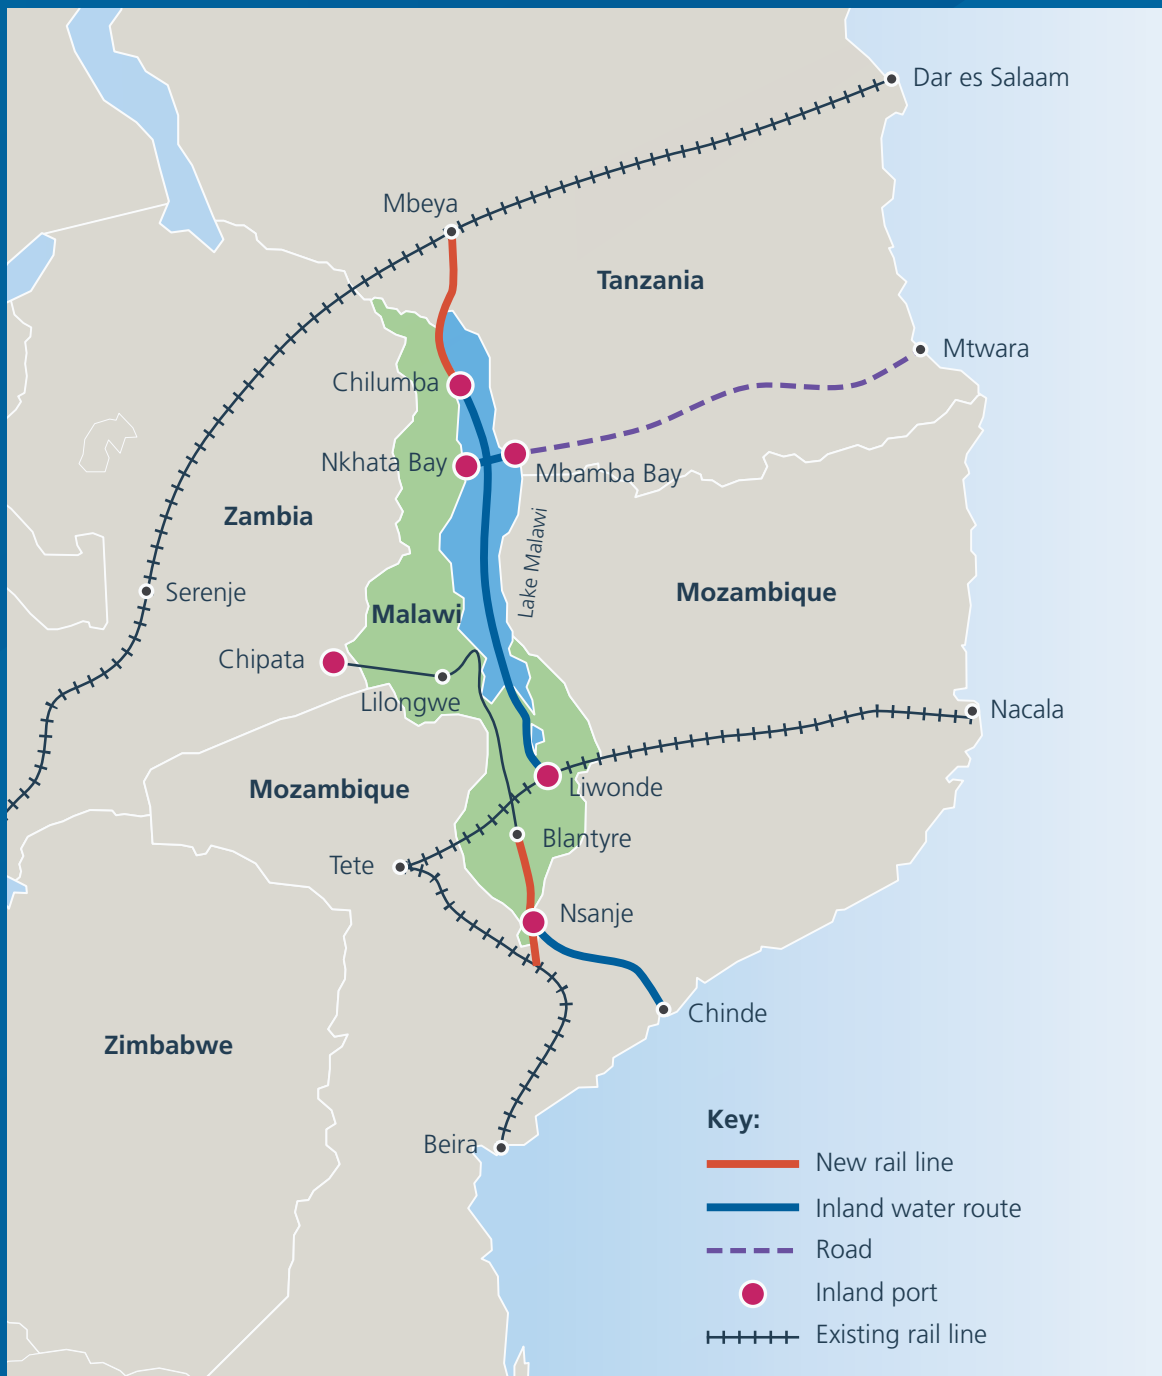 Dar es Salaam
Mbeya
Tanzania
Mtwara
Chilumba
Nkhata Bay
Mbamba Bay
Zambia
Lake Malawi
Serenje
Mozambique
Malawi
Chipata
Lilongwe
Nacala
Mozambique
Liwonde
Blantyre
Tete
Nsanje
Chinde
Zimbabwe
Beira
Key:
New rail line
Inland water route
Road
Inland port
Existing rail line